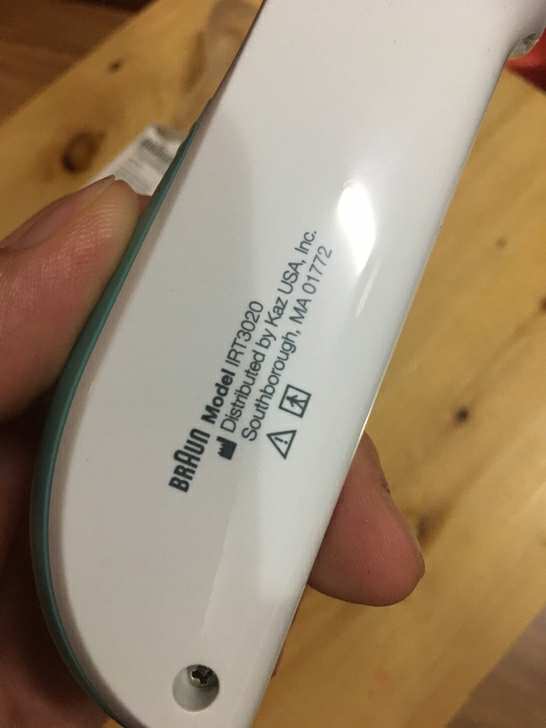 BRAUN Model IRT3020
Distributed by Kaz USA, Inc.
Southborough, MA 01772